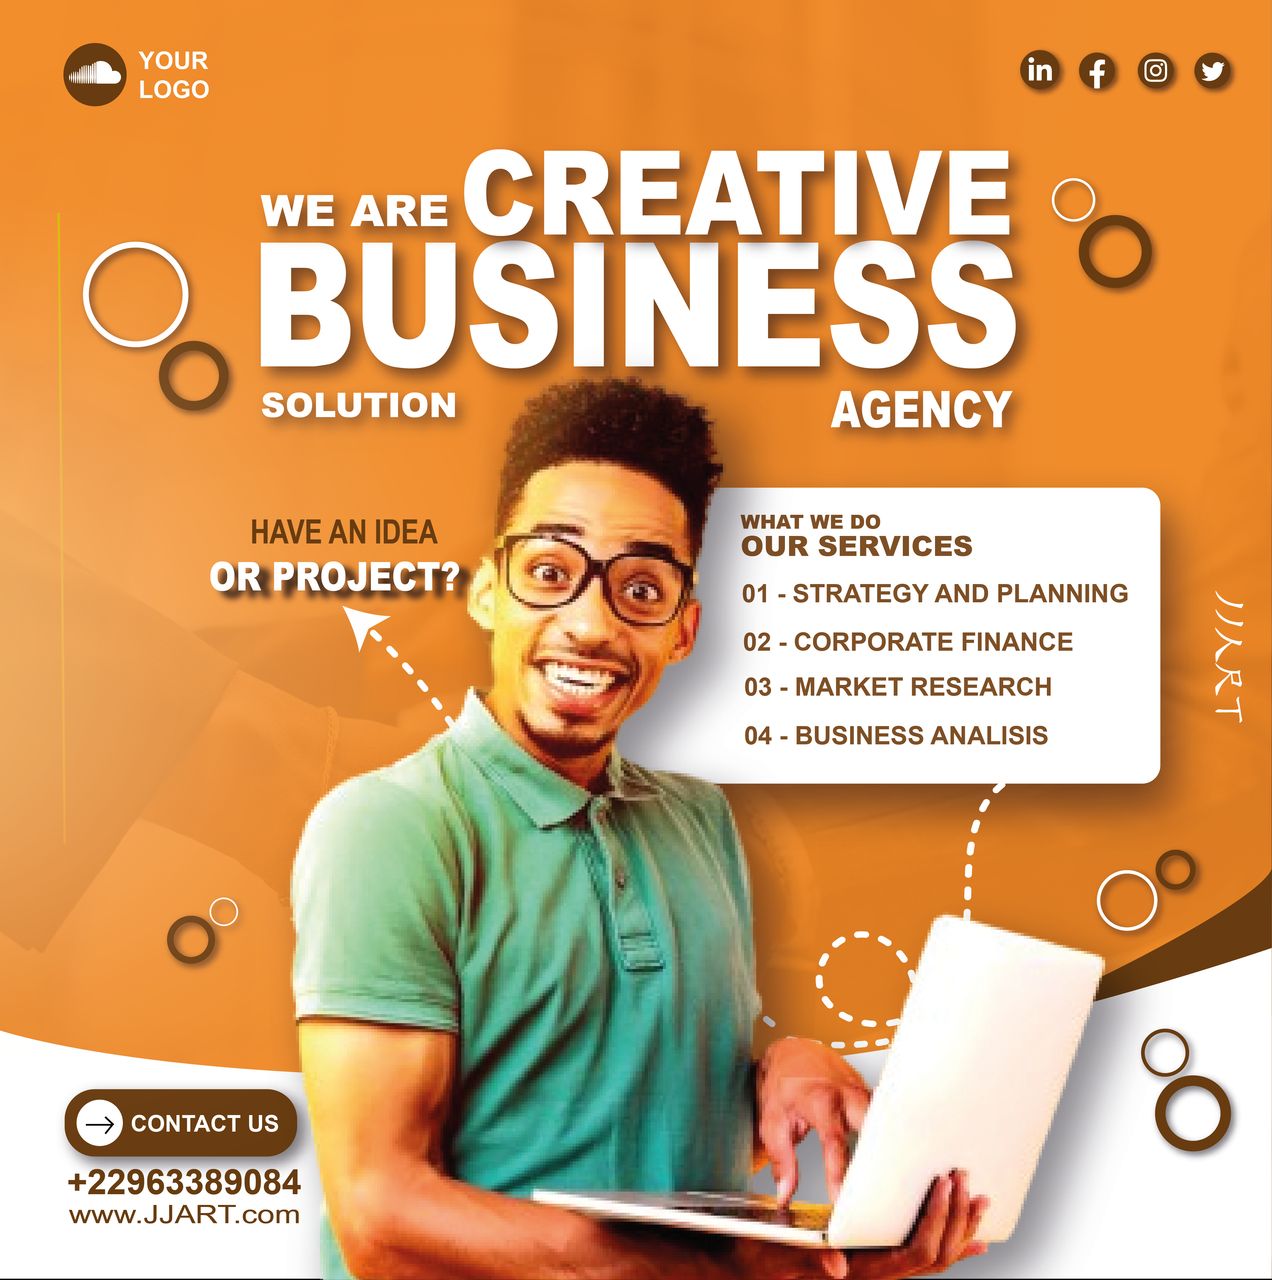 YOUR
LOGO
WE ARE CREATIVE
BUSINESS
SOLUTION AGENCY
HAVE AN IDEA
OR PROJECT?
WHAT WE DO
OUR SERVICES
01 - STRATEGY AND PLANNING
02 - CORPORATE FINANCE
03 - MARKET RESEARCH
04 - BUSINESS ANALISIS
JJART
CONTACT US
+22963389084
www.JJART.com